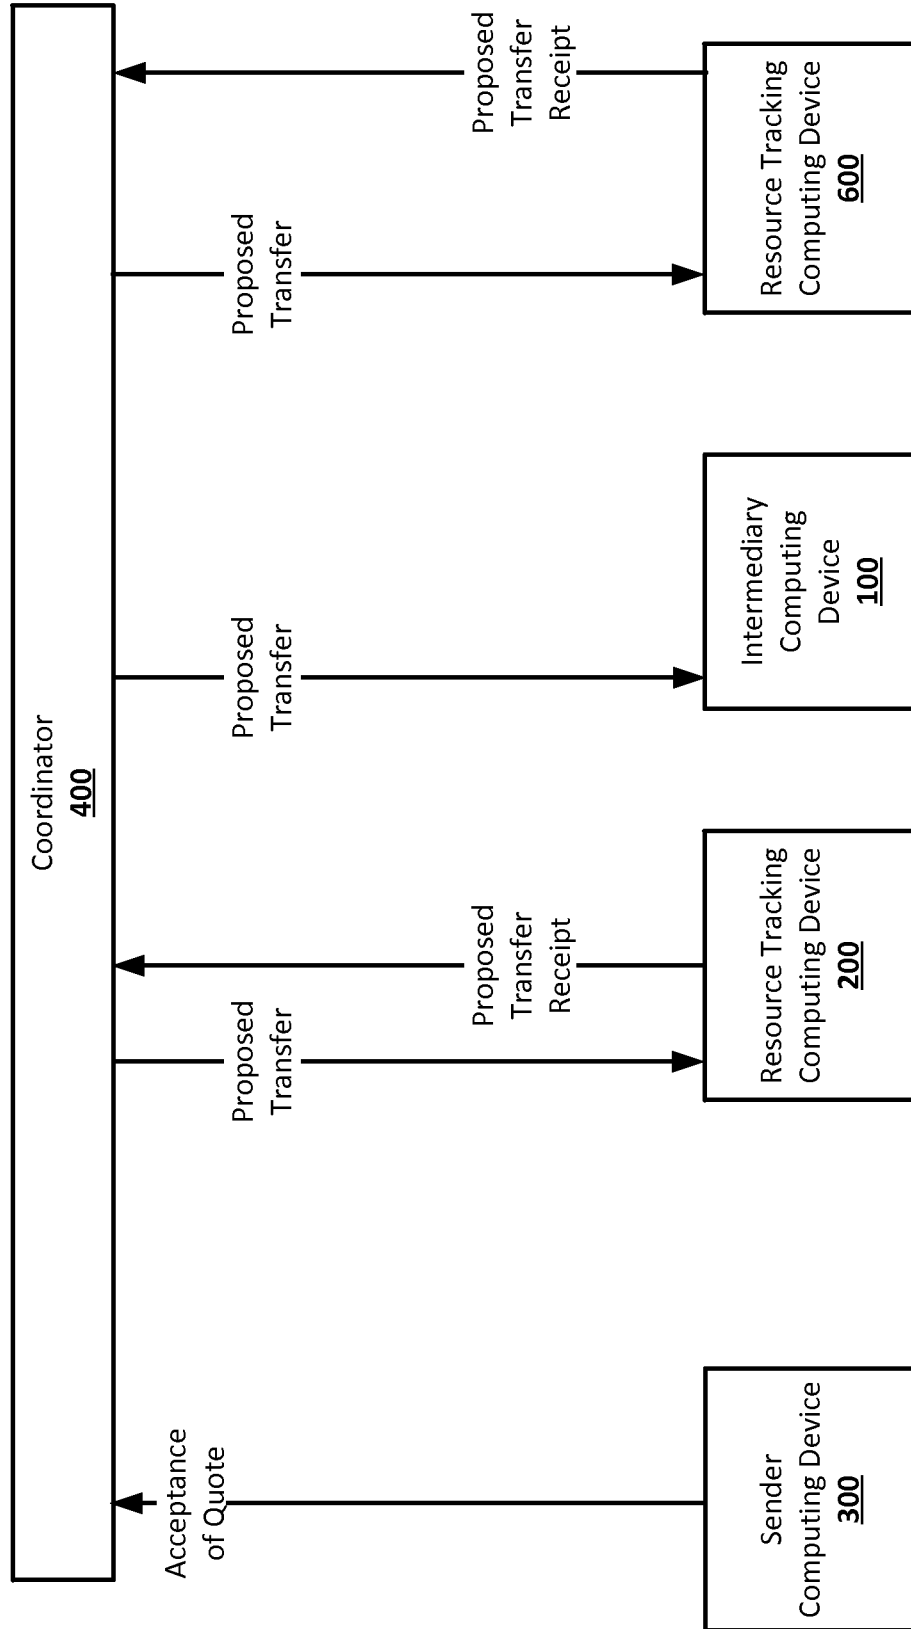 Coordinator
400
Acceptance
of Quote
Proposed
Transfer
Proposed
Transfer
Receipt
Proposed
Transfer
Proposed
Transfer
Proposed
Transfer
Receipt
Sender
Computing Device
300
Resource Tracking
Computing Device
200
Intermediary
Computing
Device
100
Resource Tracking
Computing Device
600